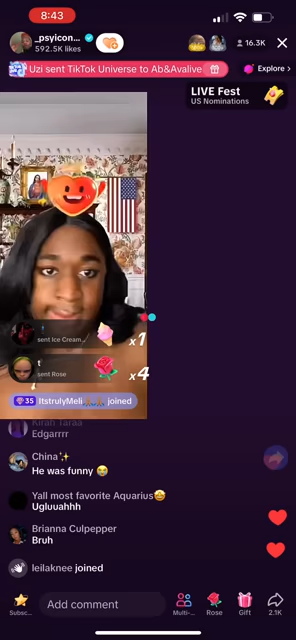 8:43
_psyicon...
592.5K likes
16.3K
Uzi sent TikTok Universe to Ab&Avalive
Explore ›
LIVE Fest
US Nominations
sent Ice Cream...
x1
t
sent Rose
x4
35 ItstrulyMeli joined
Kirah Taraa
Edgarrrr
China
He was funny 😭
Yall most favorite Aquarius🤩
Ugluuahhh
Brianna Culpepper
Bruh
leilaknee joined
Subsc...
Add comment
Multi-...
Rose
Gift
2.1K